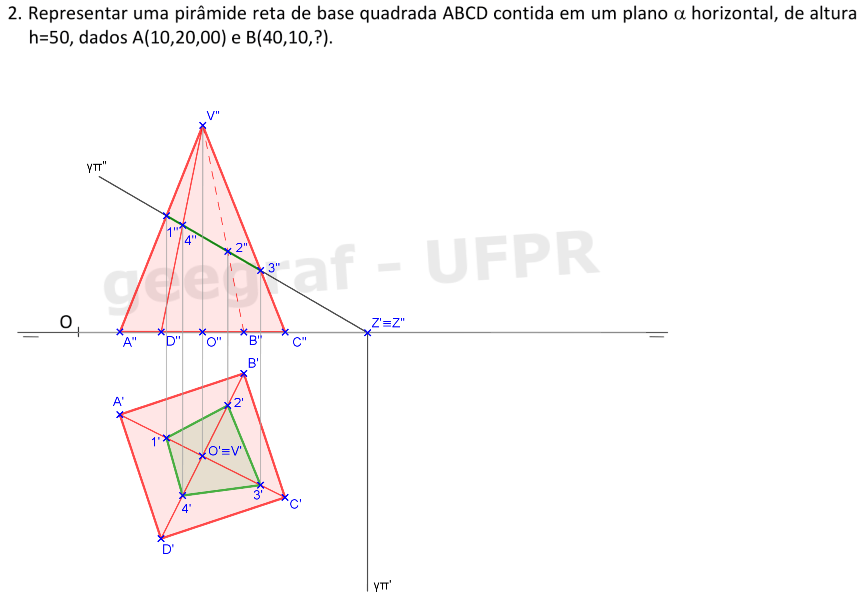 2. Representar uma pirâmide reta de base quadrada ABCD contida em um plano α horizontal, de altura
h=50, dados A(10,20,00) e B(40,10,?).
V"
γπ"
1"
4"
2"
3"
geegraf - UFPR
O
Z'≡Z"
A"
D"
O"
B"
C"
B'
A'
2'
1'
O'≡V'
3'
C'
4'
D'
γπ'